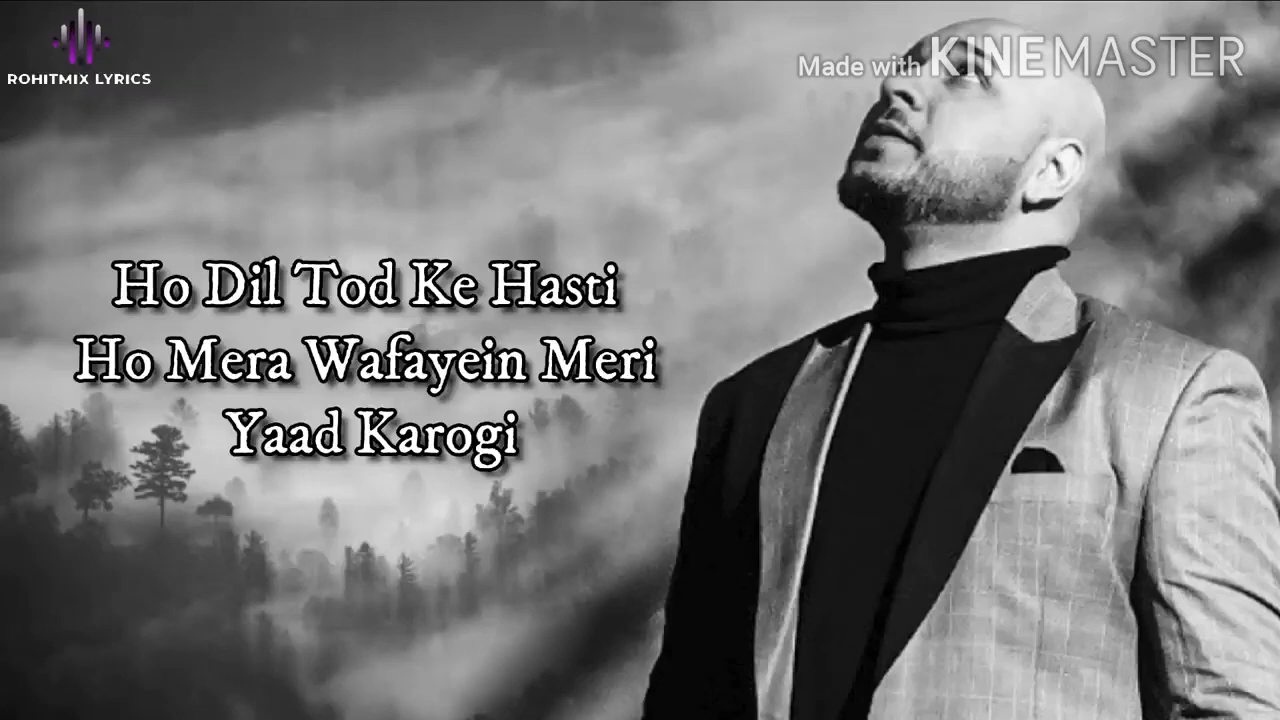 ROHITMIX LYRICS
Made with KINEMASTER
Ho Dil Tod Ke Hasti
Ho Mera Wafayein Meri
Yaad Karogi